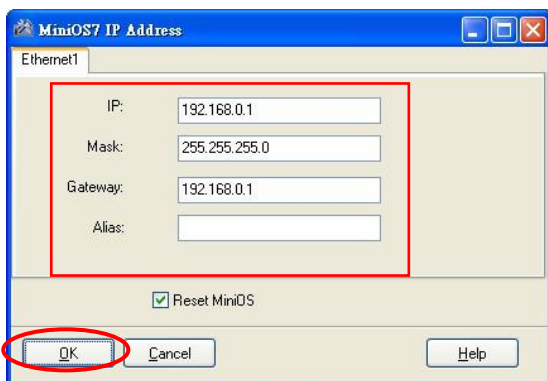 MiniOS7 IP Address
Ethernet1
IP: 192.168.0.1
Mask: 255.255.255.0
Gateway: 192.168.0.1
Alias:
Reset MiniOS
OK Cancel Help